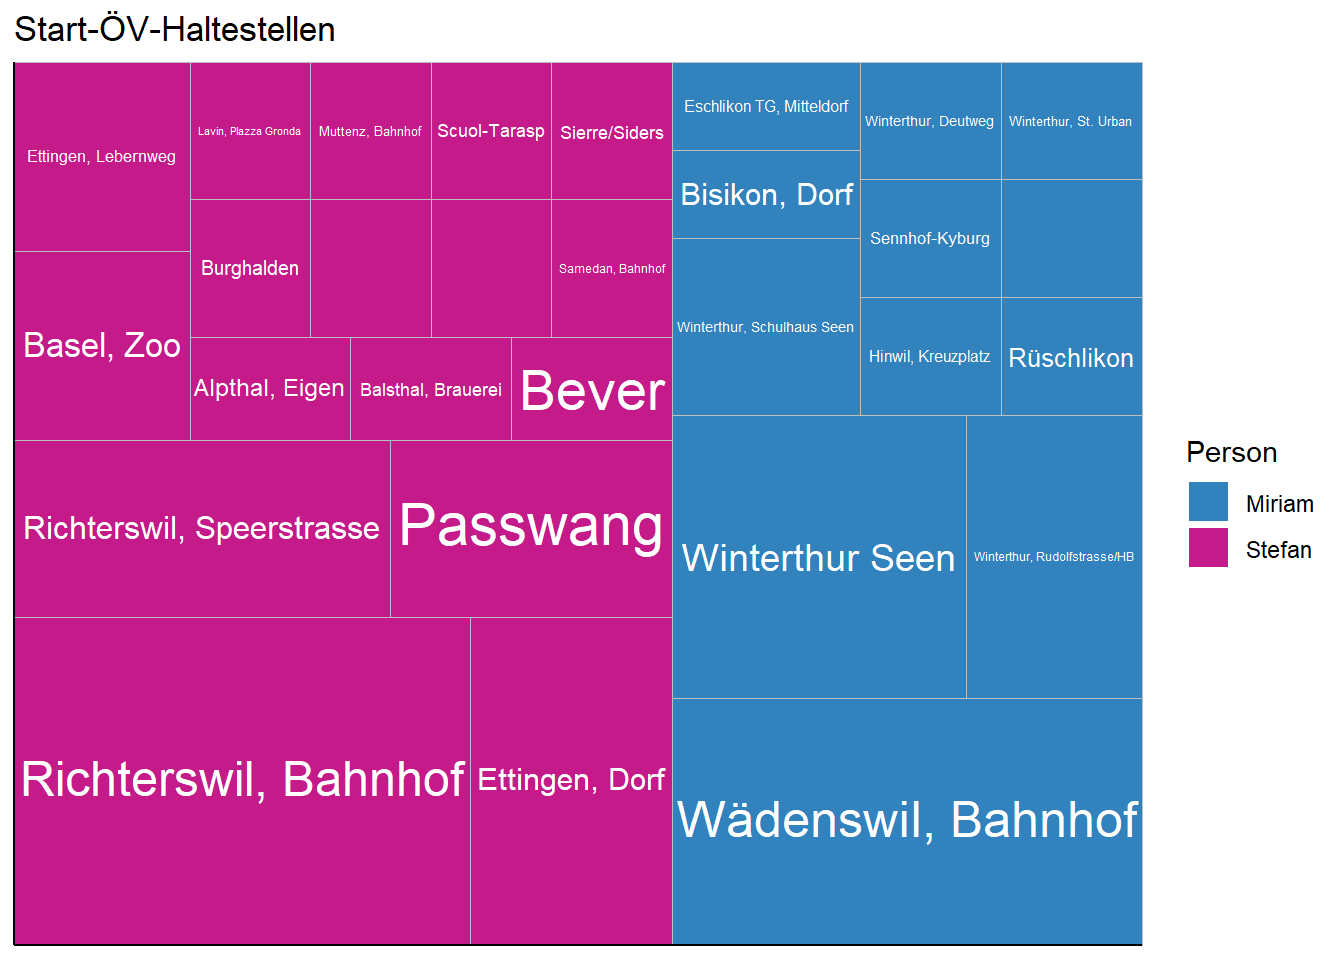 Start-ÖV-Haltestellen
Ettingen, Lebernweg
Lavin, Plazza Gronda
Muttenz, Bahnhof
Scuol-Tarasp
Sierre/Siders
Burghalden
Samedan, Bahnhof
Basel, Zoo
Alpthal, Eigen
Balsthal, Brauerei
Bever
Richterswil, Speerstrasse
Passwang
Richterswil, Bahnhof
Ettingen, Dorf
Eschlikon TG, Mitteldorf
Winterthur, Deutweg
Winterthur, St. Urban
Bisikon, Dorf
Sennhof-Kyburg
Winterthur, Schulhaus Seen
Hinwil, Kreuzplatz
Rüschlikon
Winterthur Seen
Winterthur, Rudolfstrasse/HB
Wädenswil, Bahnhof
Person
Miriam
Stefan